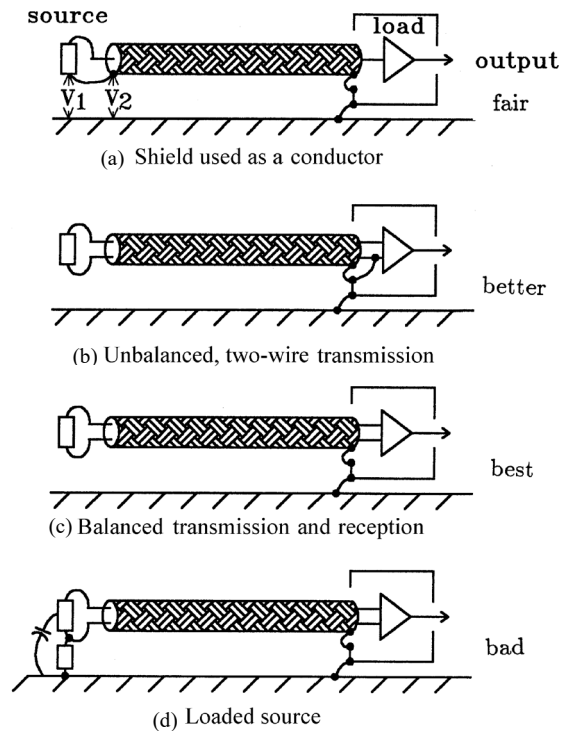 source
load
V1 V2
output
fair
(a) Shield used as a conductor
better
(b) Unbalanced, two-wire transmission
best
(c) Balanced transmission and reception
bad
(d) Loaded source